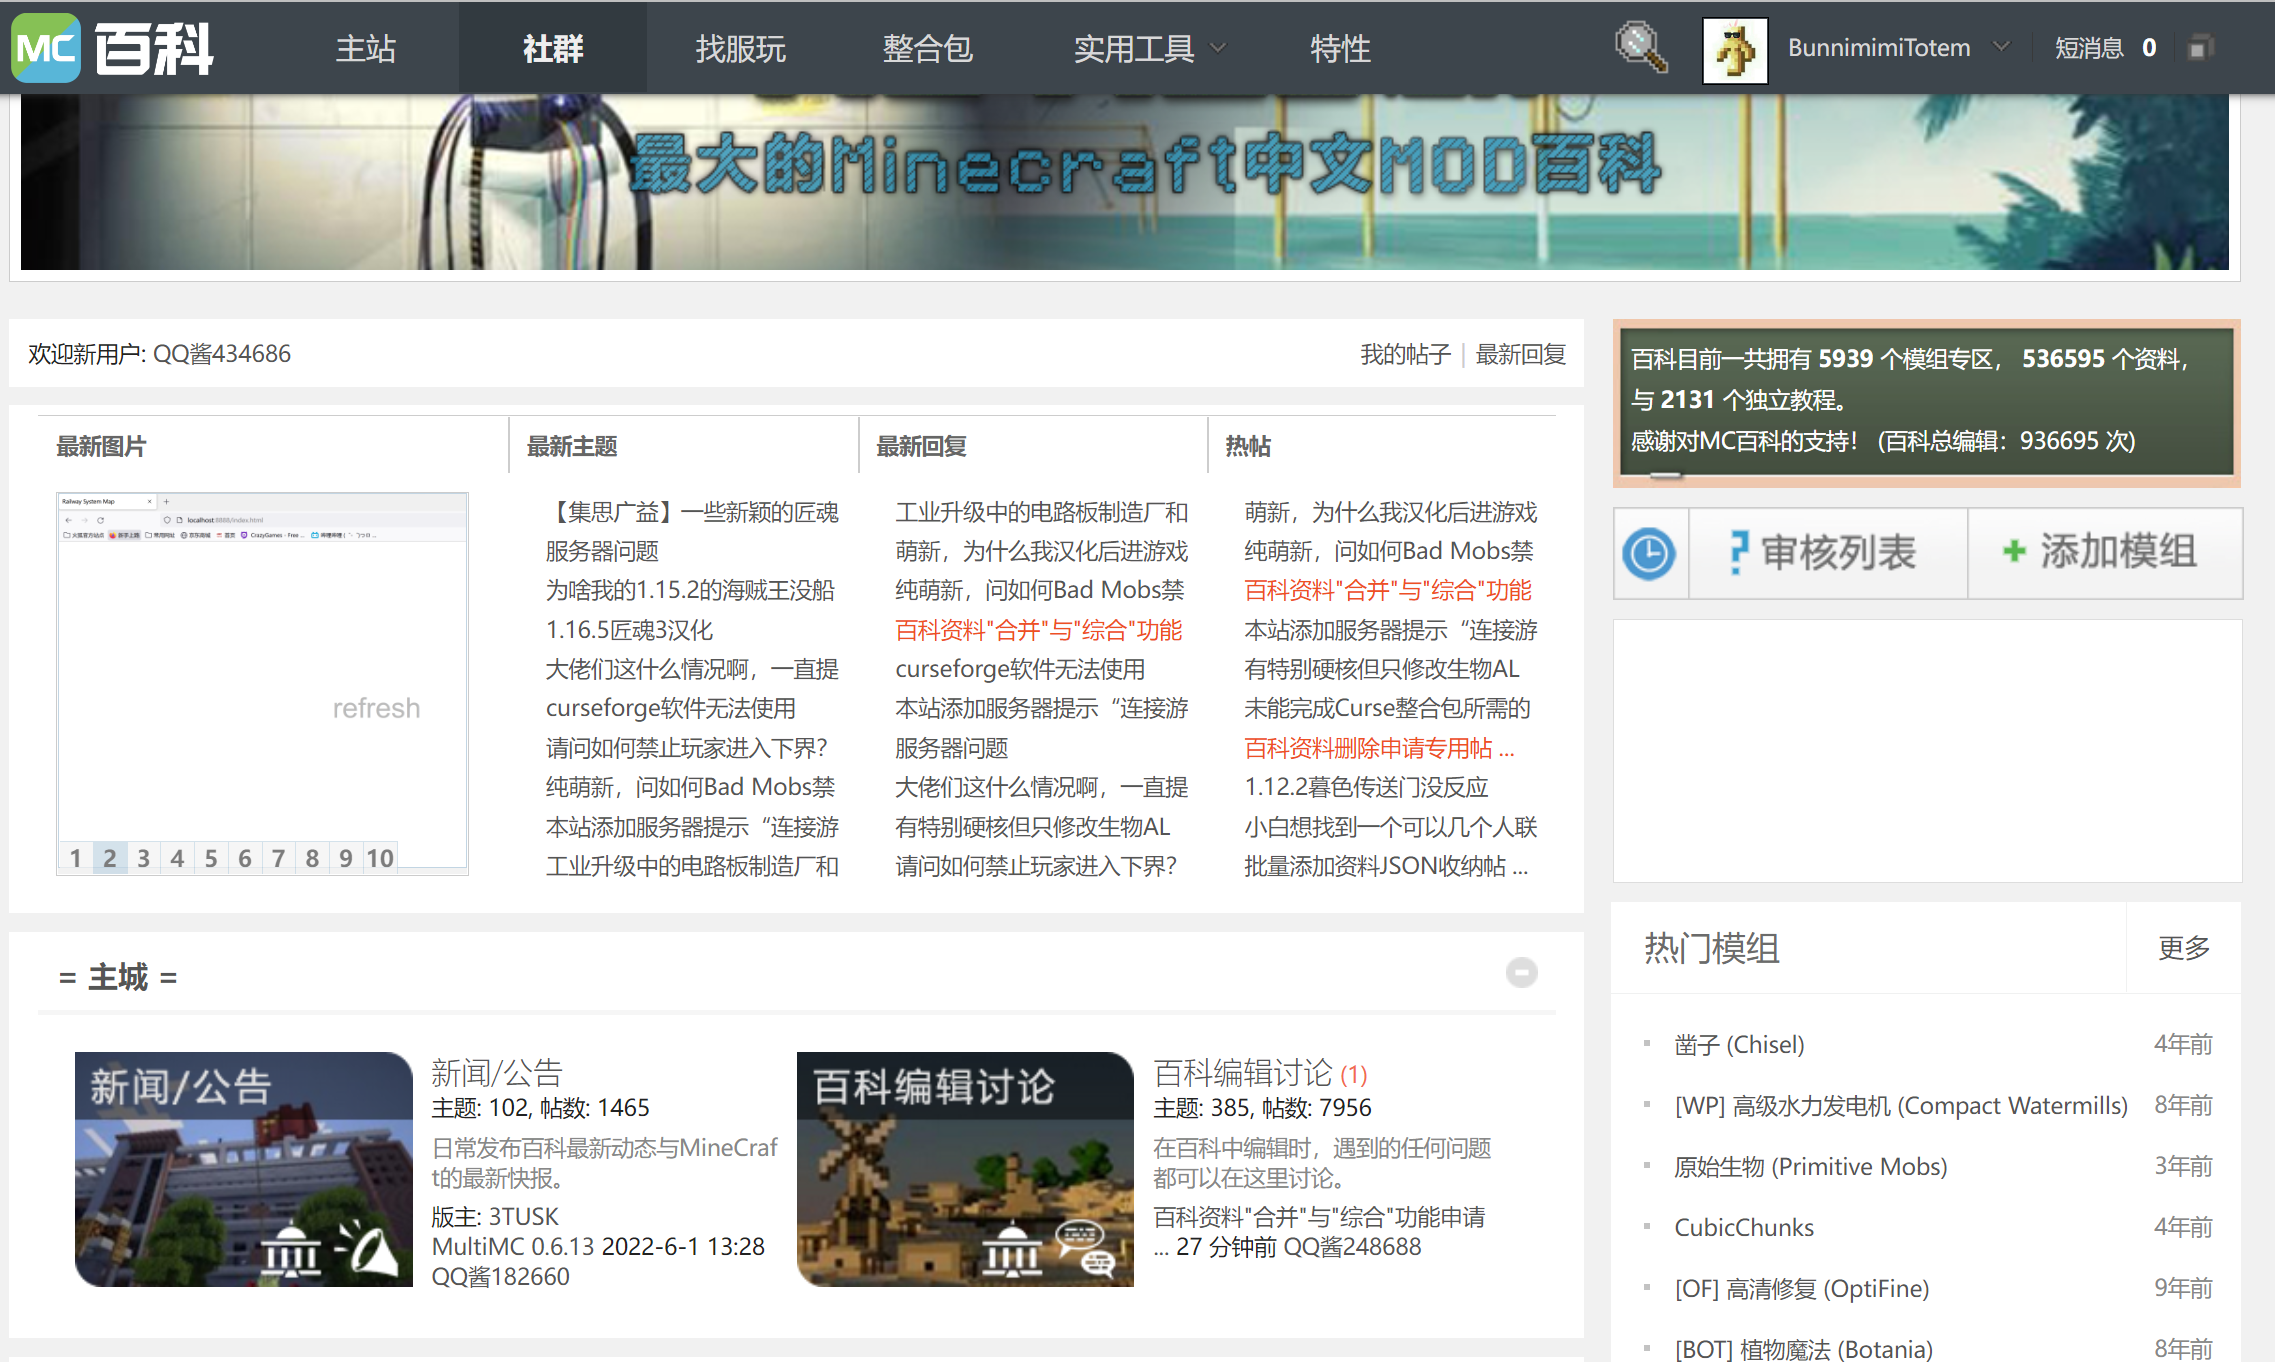 MC 百科
主站
社群
找服玩
整合包
实用工具
特性
BunnimimiTotem
短消息 0
最大的Minecraft中文MOD百科
欢迎新用户: QQ酱434686
我的帖子 | 最新回复
最新图片
Railway System Map
localhost:8888/index.html
refresh
1 2 3 4 5 6 7 8 9 10
最新主题
【集思广益】一些新颖的匠魂
服务器问题
为啥我的1.15.2的海贼王没船
1.16.5匠魂3汉化
大佬们这什么情况啊，一直提
curseforge软件无法使用
请问如何禁止玩家进入下界？
纯萌新，问如何Bad Mobs禁
本站添加服务器提示“连接游
工业升级中的电路板制造厂和
最新回复
工业升级中的电路板制造厂和
萌新，为什么我汉化后进游戏
纯萌新，问如何Bad Mobs禁
百科资料"合并"与"综合"功能
curseforge软件无法使用
本站添加服务器提示“连接游
服务器问题
大佬们这什么情况啊，一直提
有特别硬核但只修改生物AL
请问如何禁止玩家进入下界？
热帖
萌新，为什么我汉化后进游戏
纯萌新，问如何Bad Mobs禁
百科资料"合并"与"综合"功能
本站添加服务器提示“连接游
有特别硬核但只修改生物AL
未能完成Curse整合包所需的
百科资料删除申请专用帖 ...
1.12.2暮色传送门没反应
小白想找到一个可以几个人联
批量添加资料JSON收纳帖 ...
= 主城 =
新闻/公告
新闻/公告
主题: 102, 帖数: 1465
日常发布百科最新动态与MineCraf
t的最新快报。
版主: 3TUSK
MultiMC 0.6.13 2022-6-1 13:28
QQ酱182660
百科编辑讨论
百科编辑讨论 (1)
主题: 385, 帖数: 7956
在百科中编辑时，遇到的任何问题
都可以在这里讨论。
百科资料"合并"与"综合"功能申请
... 27 分钟前 QQ酱248688
百科目前一共拥有 5939 个模组专区， 536595 个资料，
与 2131 个独立教程。
感谢对MC百科的支持！ (百科总编辑：936695 次)
? 审核列表
+ 添加模组
热门模组
更多
凿子 (Chisel) 4年前
[WP] 高级水力发电机 (Compact Watermills) 8年前
原始生物 (Primitive Mobs) 3年前
CubicChunks 4年前
[OF] 高清修复 (OptiFine) 9年前
[BOT] 植物魔法 (Botania) 8年前